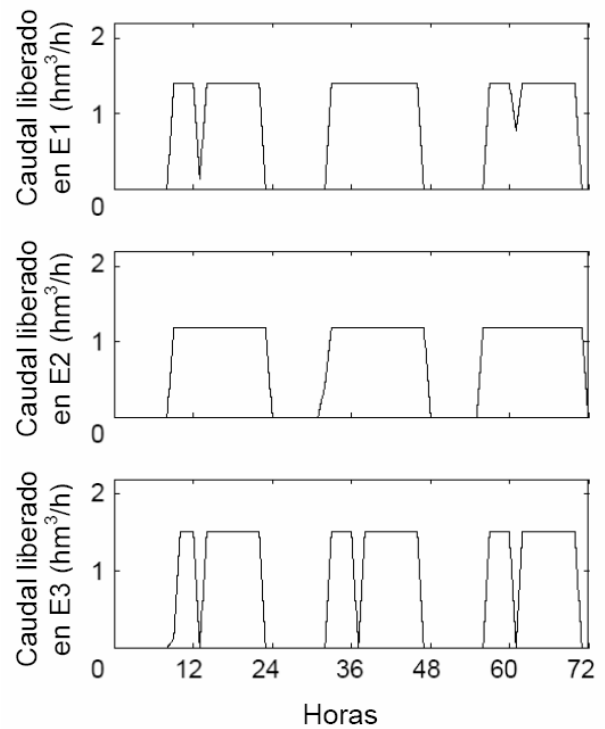 Caudal liberado
en E1 (hm³/h)
2
1
0
Caudal liberado
en E2 (hm³/h)
2
1
0
Caudal liberado
en E3 (hm³/h)
2
1
0
12
24
36
48
60
72
Horas